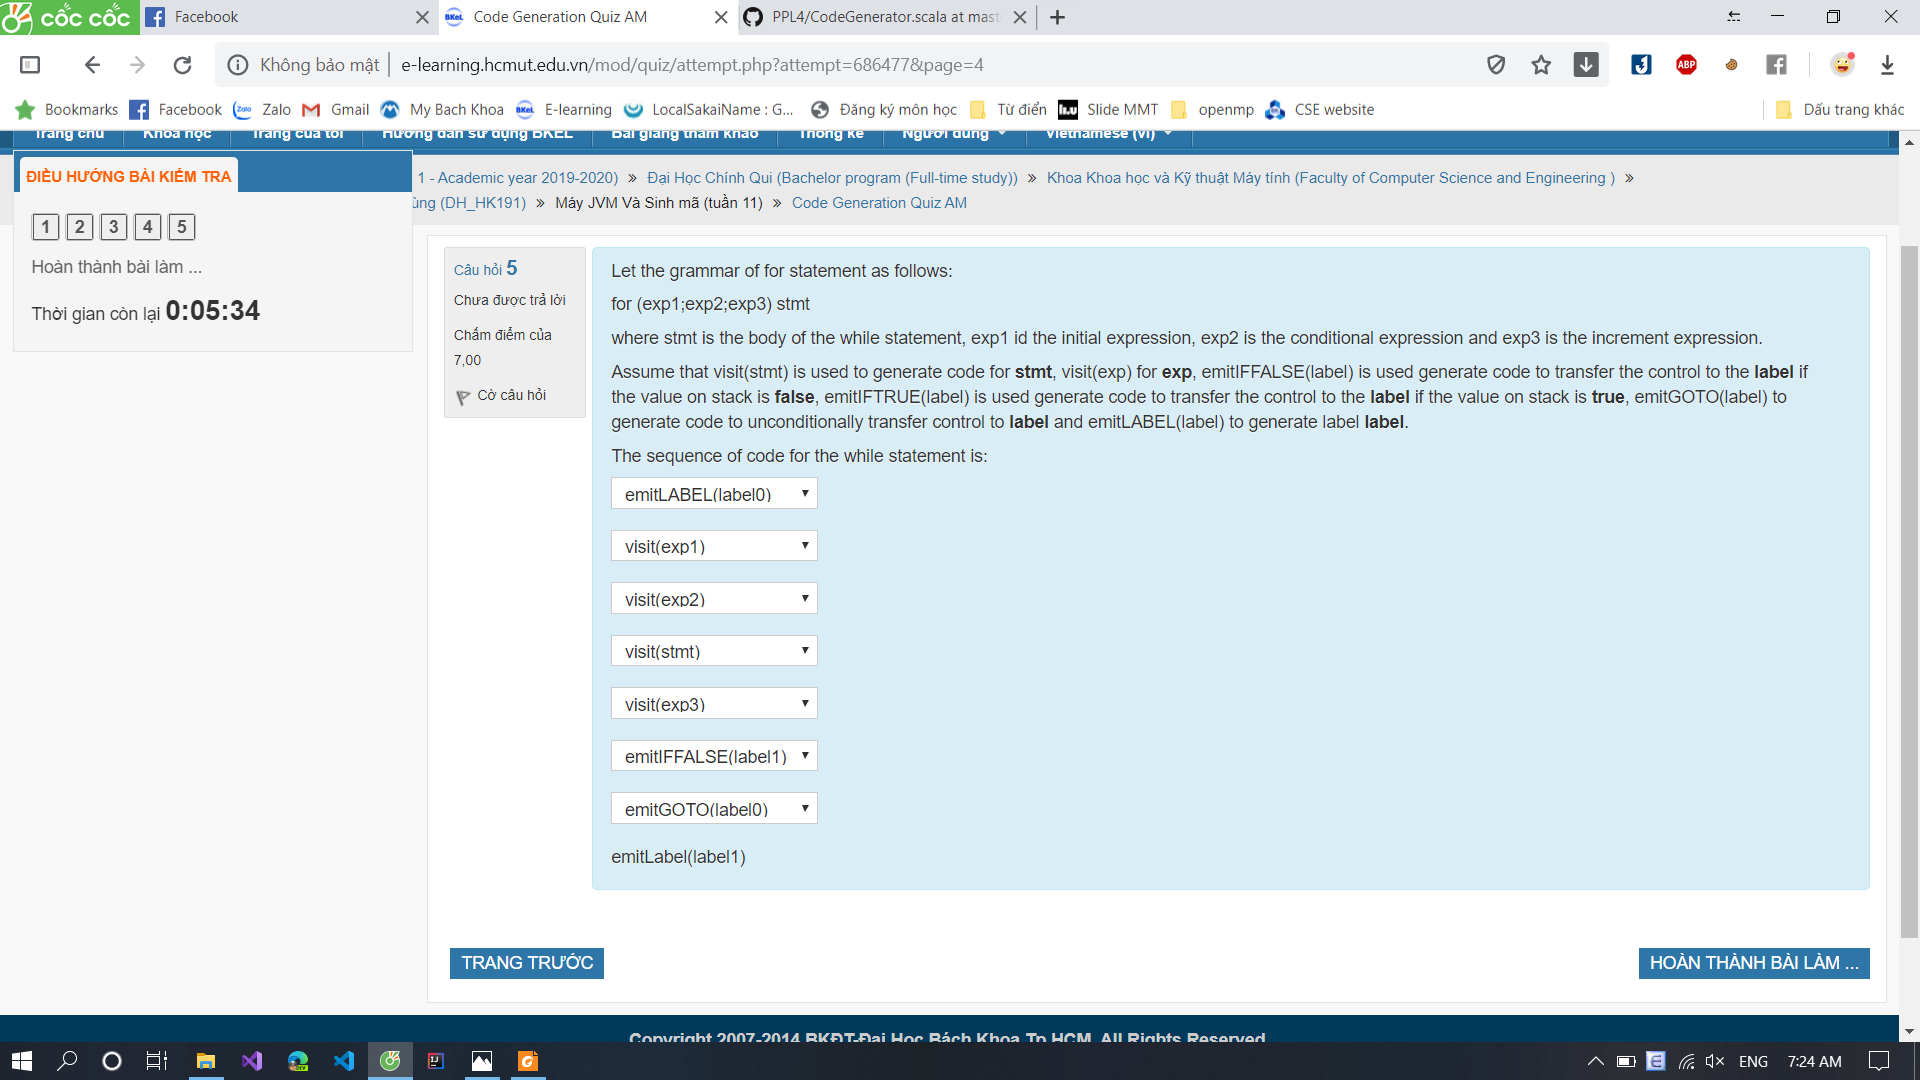 cốc cốc
Facebook
Code Generation Quiz AM
PPL4/CodeGenerator.scala at mast
Không bảo mật
e-learning.hcmut.edu.vn/mod/quiz/attempt.php?attempt=686477&page=4
Bookmarks
Facebook
Zalo
Gmail
My Bach Khoa
E-learning
LocalSakaiName : G...
Đăng ký môn học
Từ điển
Slide MMT
openmp
CSE website
Dấu trang khác
Trang chủ
Khoá học
Trang của tôi
Hướng dẫn sử dụng BKEL
Bài giảng tham khảo
Thống kê
Người dùng
Vietnamese (vi)
ĐIỀU HƯỚNG BÀI KIỂM TRA
1 2 3 4 5
Hoàn thành bài làm ...
Thời gian còn lại 0:05:34
1 - Academic year 2019-2020) » Đại Học Chính Qui (Bachelor program (Full-time study)) » Khoa Khoa học và Kỹ thuật Máy tính (Faculty of Computer Science and Engineering ) »
ùng (DH_HK191) » Máy JVM Và Sinh mã (tuần 11) » Code Generation Quiz AM
Câu hỏi 5
Chưa được trả lời
Chấm điểm của
7,00
Cờ câu hỏi
Let the grammar of for statement as follows:
for (exp1;exp2;exp3) stmt
where stmt is the body of the while statement, exp1 id the initial expression, exp2 is the conditional expression and exp3 is the increment expression.
Assume that visit(stmt) is used to generate code for stmt, visit(exp) for exp, emitIFFALSE(label) is used generate code to transfer the control to the label if
the value on stack is false, emitIFTRUE(label) is used generate code to transfer the control to the label if the value on stack is true, emitGOTO(label) to
generate code to unconditionally transfer control to label and emitLABEL(label) to generate label label.
The sequence of code for the while statement is:
emitLABEL(label0)
visit(exp1)
visit(exp2)
visit(stmt)
visit(exp3)
emitIFFALSE(label1)
emitGOTO(label0)
emitLabel(label1)
TRANG TRƯỚC
HOÀN THÀNH BÀI LÀM ...
Copyright 2007-2014 BKĐT-Đại Học Bách Khoa Tp.HCM. All Rights Reserved.
ENG
7:24 AM